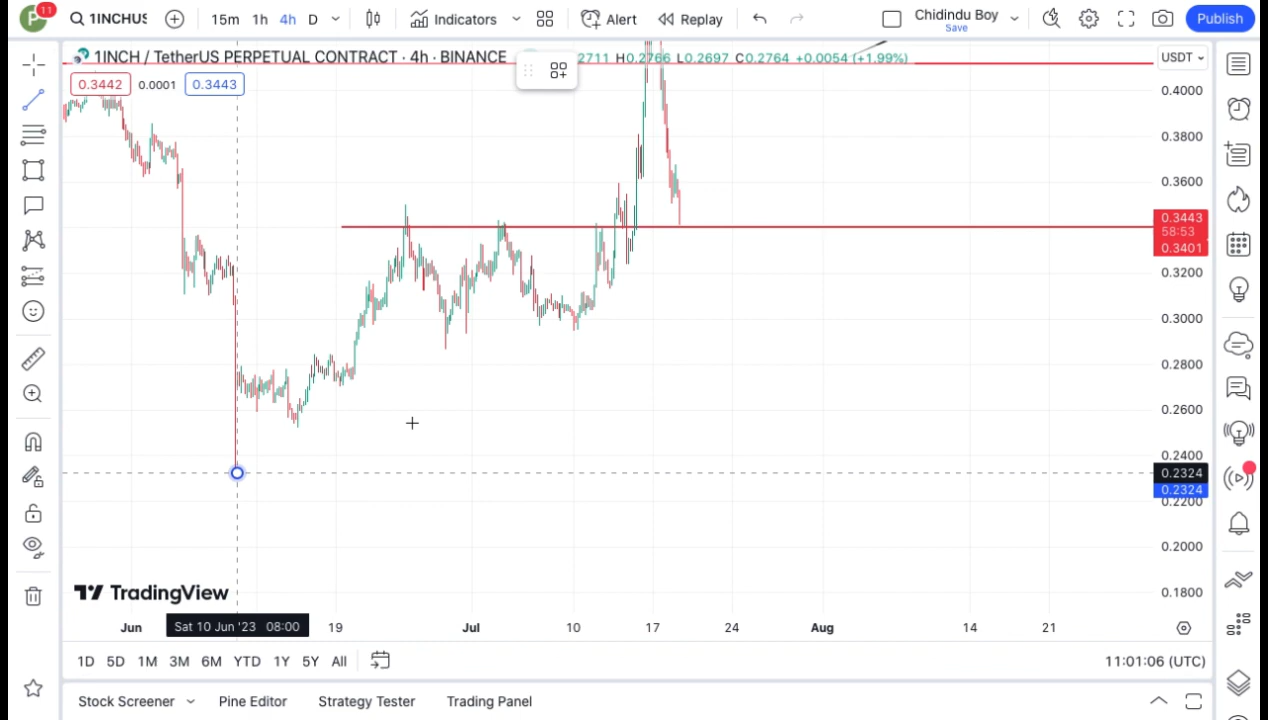 P 11 1INCHUS 15m 1h 4h D Indicators Alert Replay Chidindu Boy Save Publish
1INCH / TetherUS PERPETUAL CONTRACT · 4h · BINANCE 2711 H0.2766 L0.2697 C0.2764 +0.0054 (+1.99%) USDT
0.3442 0.0001 0.3443
0.4000
0.3800
0.3600
0.3443
58:53
0.3401
0.3200
0.3000
0.2800
0.2600
0.2400
0.2324
0.2324
0.2200
0.2000
0.1800
TradingView
Jun Sat 10 Jun '23 08:00 19 Jul 10 17 24 Aug 14 21
1D 5D 1M 3M 6M YTD 1Y 5Y All 11:01:06 (UTC)
Stock Screener Pine Editor Strategy Tester Trading Panel